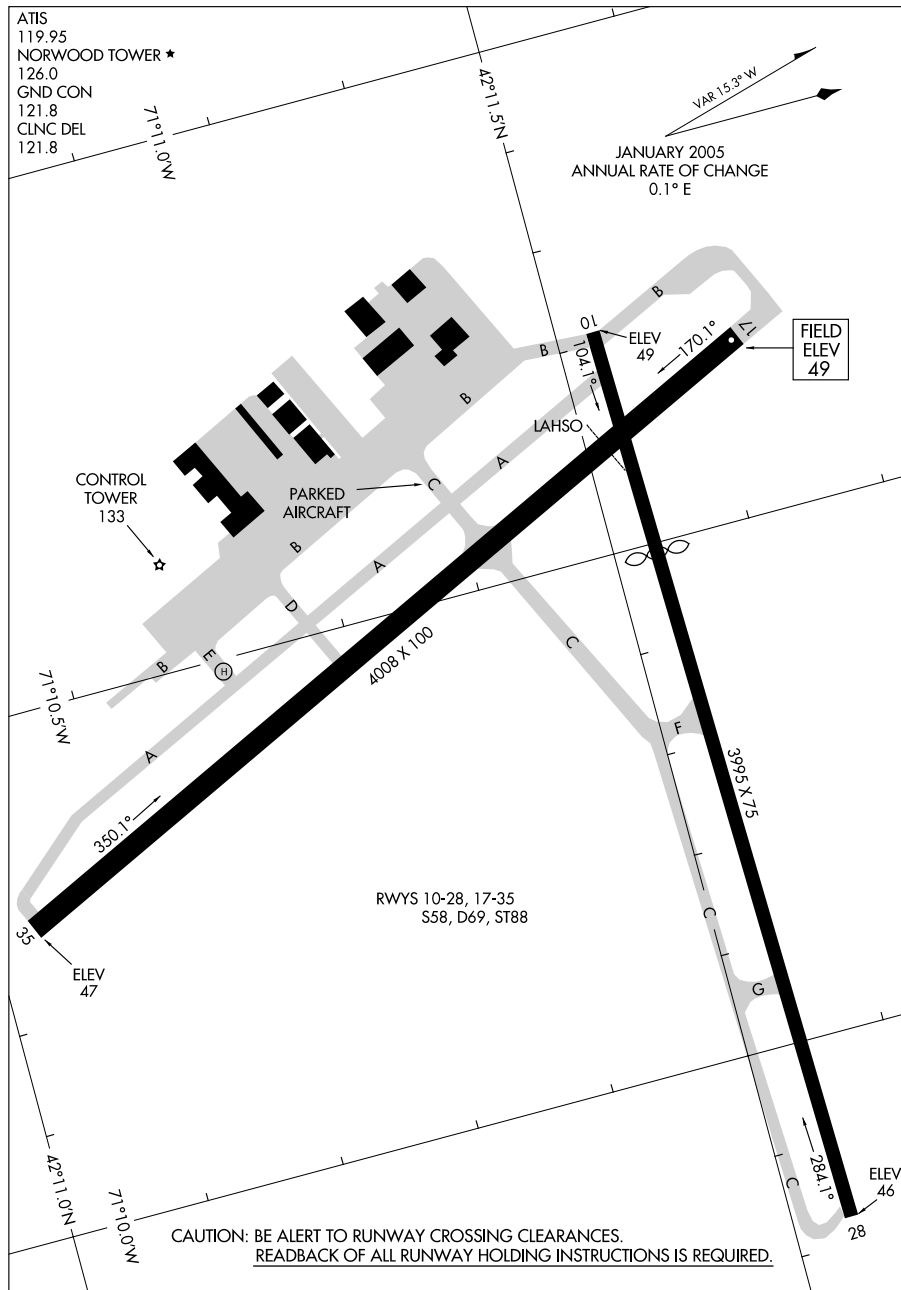 ATIS
119.95
NORWOOD TOWER ★
126.0
GND CON
121.8
CLNC DEL
121.8
71°11.0'W
42°11.5'N
VAR 15.3° W
JANUARY 2005
ANNUAL RATE OF CHANGE
0.1° E
B
10
ELEV
49
17
FIELD
ELEV
49
104.1°
170.1°
B
B
LAHSO
A
CONTROL
TOWER
133
PARKED
AIRCRAFT
C
B
A
D
4008 X 100
C
B
E
H
71°10.5'W
A
F
3995 X 75
350.1°
RWYS 10-28, 17-35
S58, D69, ST88
C
35
ELEV
47
G
42°11.0'N
71°10.0'W
C
284.1°
ELEV
46
28
CAUTION: BE ALERT TO RUNWAY CROSSING CLEARANCES.
READBACK OF ALL RUNWAY HOLDING INSTRUCTIONS IS REQUIRED.